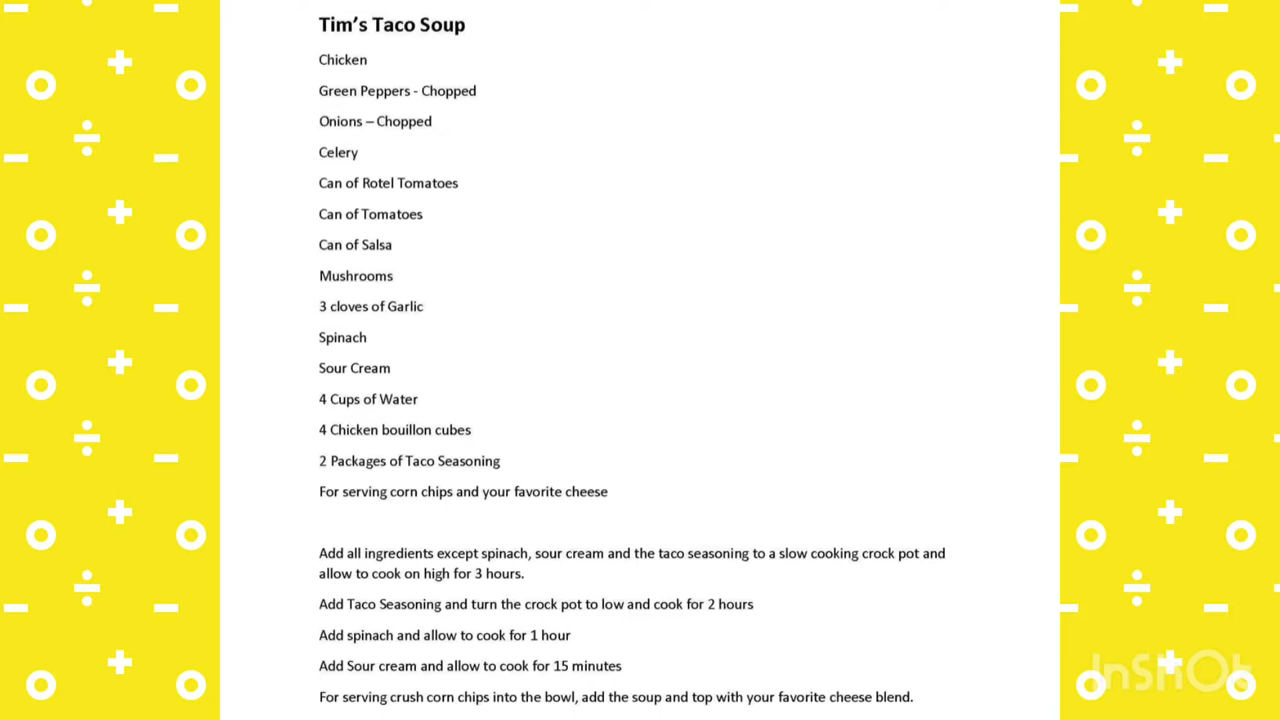 Tim’s Taco Soup
Chicken
Green Peppers - Chopped
Onions – Chopped
Celery
Can of Rotel Tomatoes
Can of Tomatoes
Can of Salsa
Mushrooms
3 cloves of Garlic
Spinach
Sour Cream
4 Cups of Water
4 Chicken bouillon cubes
2 Packages of Taco Seasoning
For serving corn chips and your favorite cheese
Add all ingredients except spinach, sour cream and the taco seasoning to a slow cooking crock pot and
allow to cook on high for 3 hours.
Add Taco Seasoning and turn the crock pot to low and cook for 2 hours
Add spinach and allow to cook for 1 hour
Add Sour cream and allow to cook for 15 minutes
InShOt
For serving crush corn chips into the bowl, add the soup and top with your favorite cheese blend.